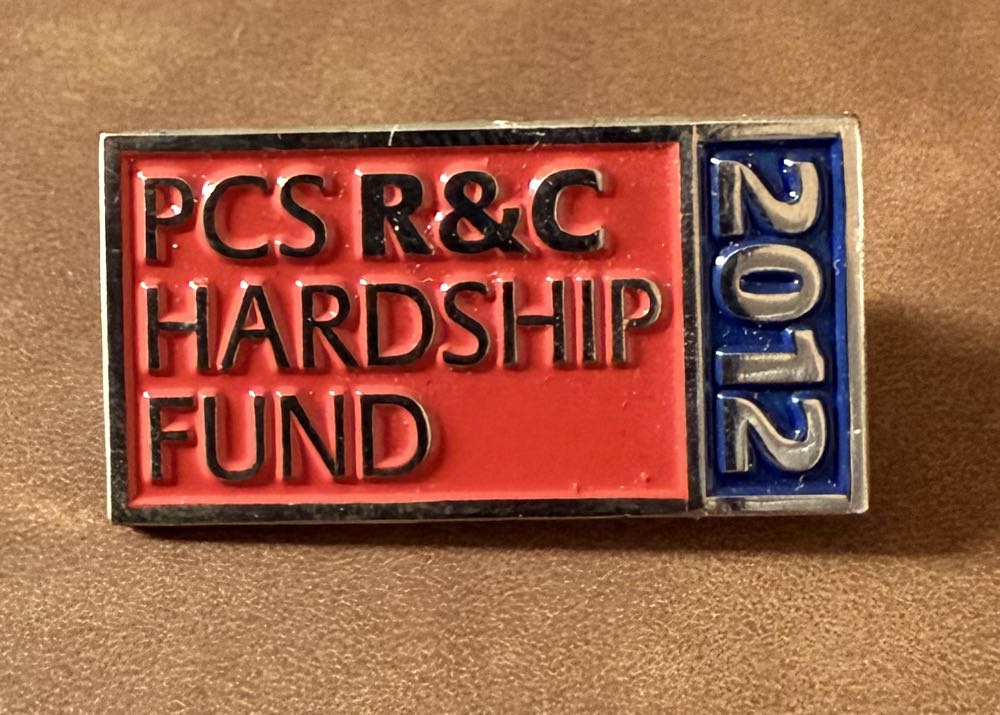 PCS R&C
HARDSHIP
FUND
2012